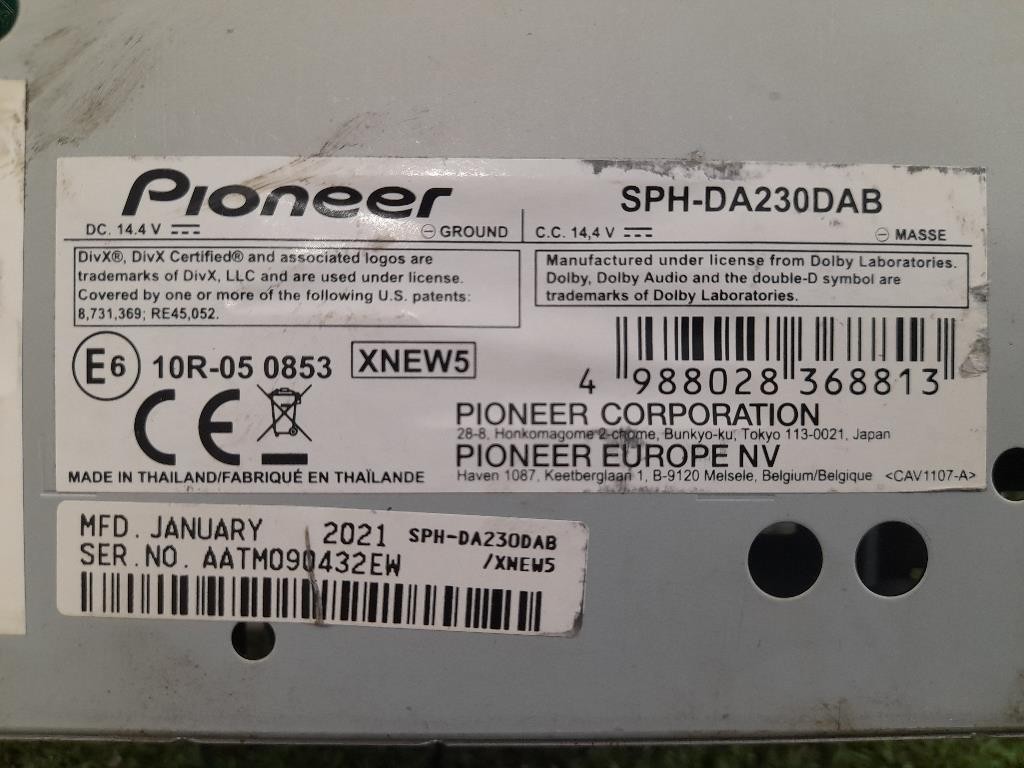 Pioneer
SPH-DA230DAB
DC. 14.4 V
GROUND
C.C. 14,4 V
MASSE
DivX®, DivX Certified® and associated logos are
trademarks of DivX, LLC and are used under license.
Covered by one or more of the following U.S. patents:
8,731,369; RE45,052.
Manufactured under license from Dolby Laboratories.
Dolby, Dolby Audio and the double-D symbol are
trademarks of Dolby Laboratories.
E6 10R-05 0853 XNEW5
4 988028 368813
CE
PIONEER CORPORATION
28-8, Honkomagome 2-chome, Bunkyo-ku, Tokyo 113-0021, Japan
PIONEER EUROPE NV
Haven 1087, Keetberglaan 1, B-9120 Melsele, Belgium/Belgique <CAV1107-A>
MADE IN THAILAND/FABRIQUÉ EN THAÏLANDE
MFD. JANUARY 2021 SPH-DA230DAB
SER.NO. AATM090432EW /XNEW5